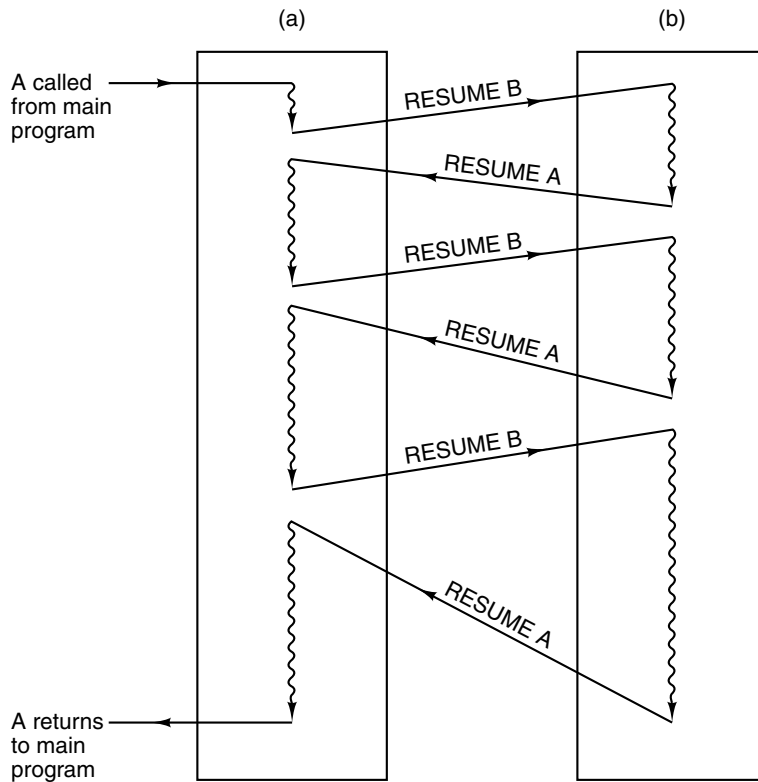 (a)
(b)
A called
from main
program
RESUME B
RESUME A
RESUME B
RESUME A
RESUME B
RESUME A
A returns
to main
program